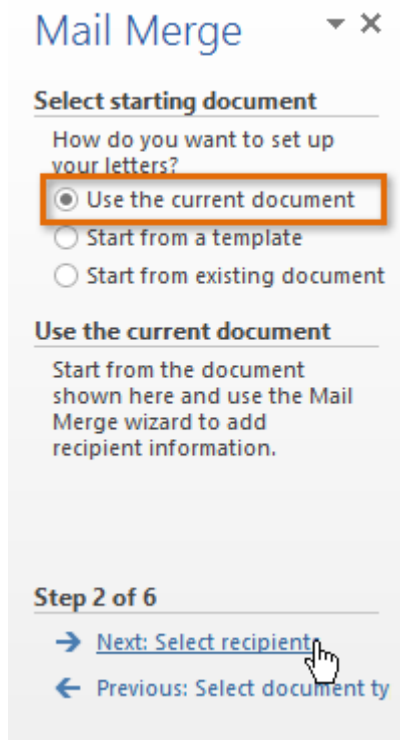 Mail Merge
Select starting document
How do you want to set up
your letters?
Use the current document
Start from a template
Start from existing document
Use the current document
Start from the document
shown here and use the Mail
Merge wizard to add
recipient information.
Step 2 of 6
Next: Select recipients
Previous: Select document ty